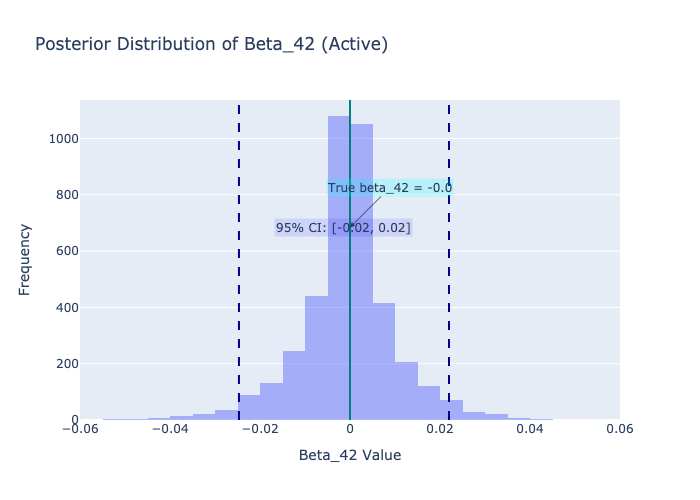 Posterior Distribution of Beta_42 (Active)
1000
800
600
400
200
0
Frequency
True beta_42 = -0.0
95% CI: [-0.02, 0.02]
−0.06
−0.04
−0.02
0
0.02
0.04
0.06
Beta_42 Value